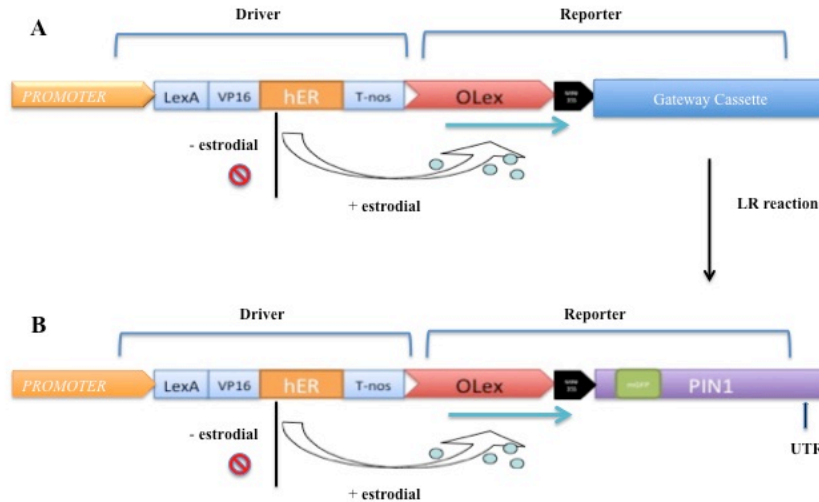 Driver Reporter
A
PROMOTER LexA VP16 hER T-nos OLex Gateway Cassette
- estrodial
+ estrodial
LR reaction
Driver Reporter
B
PROMOTER LexA VP16 hER T-nos OLex PIN1
- estrodial
UTR
+ estrodial